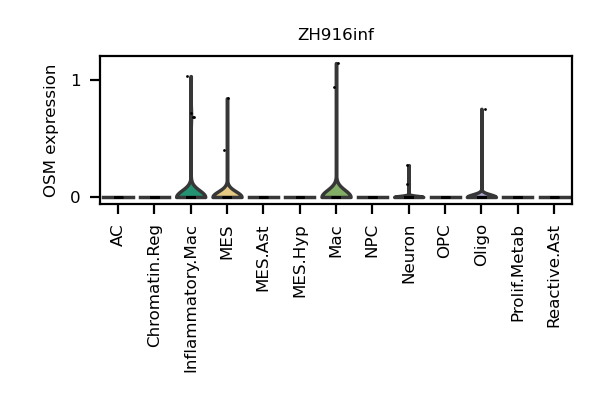 ZH916inf
OSM expression
1
0
AC
Chromatin.Reg
Inflammatory.Mac
MES
MES.Ast
MES.Hyp
Mac
NPC
Neuron
OPC
Oligo
Prolif.Metab
Reactive.Ast